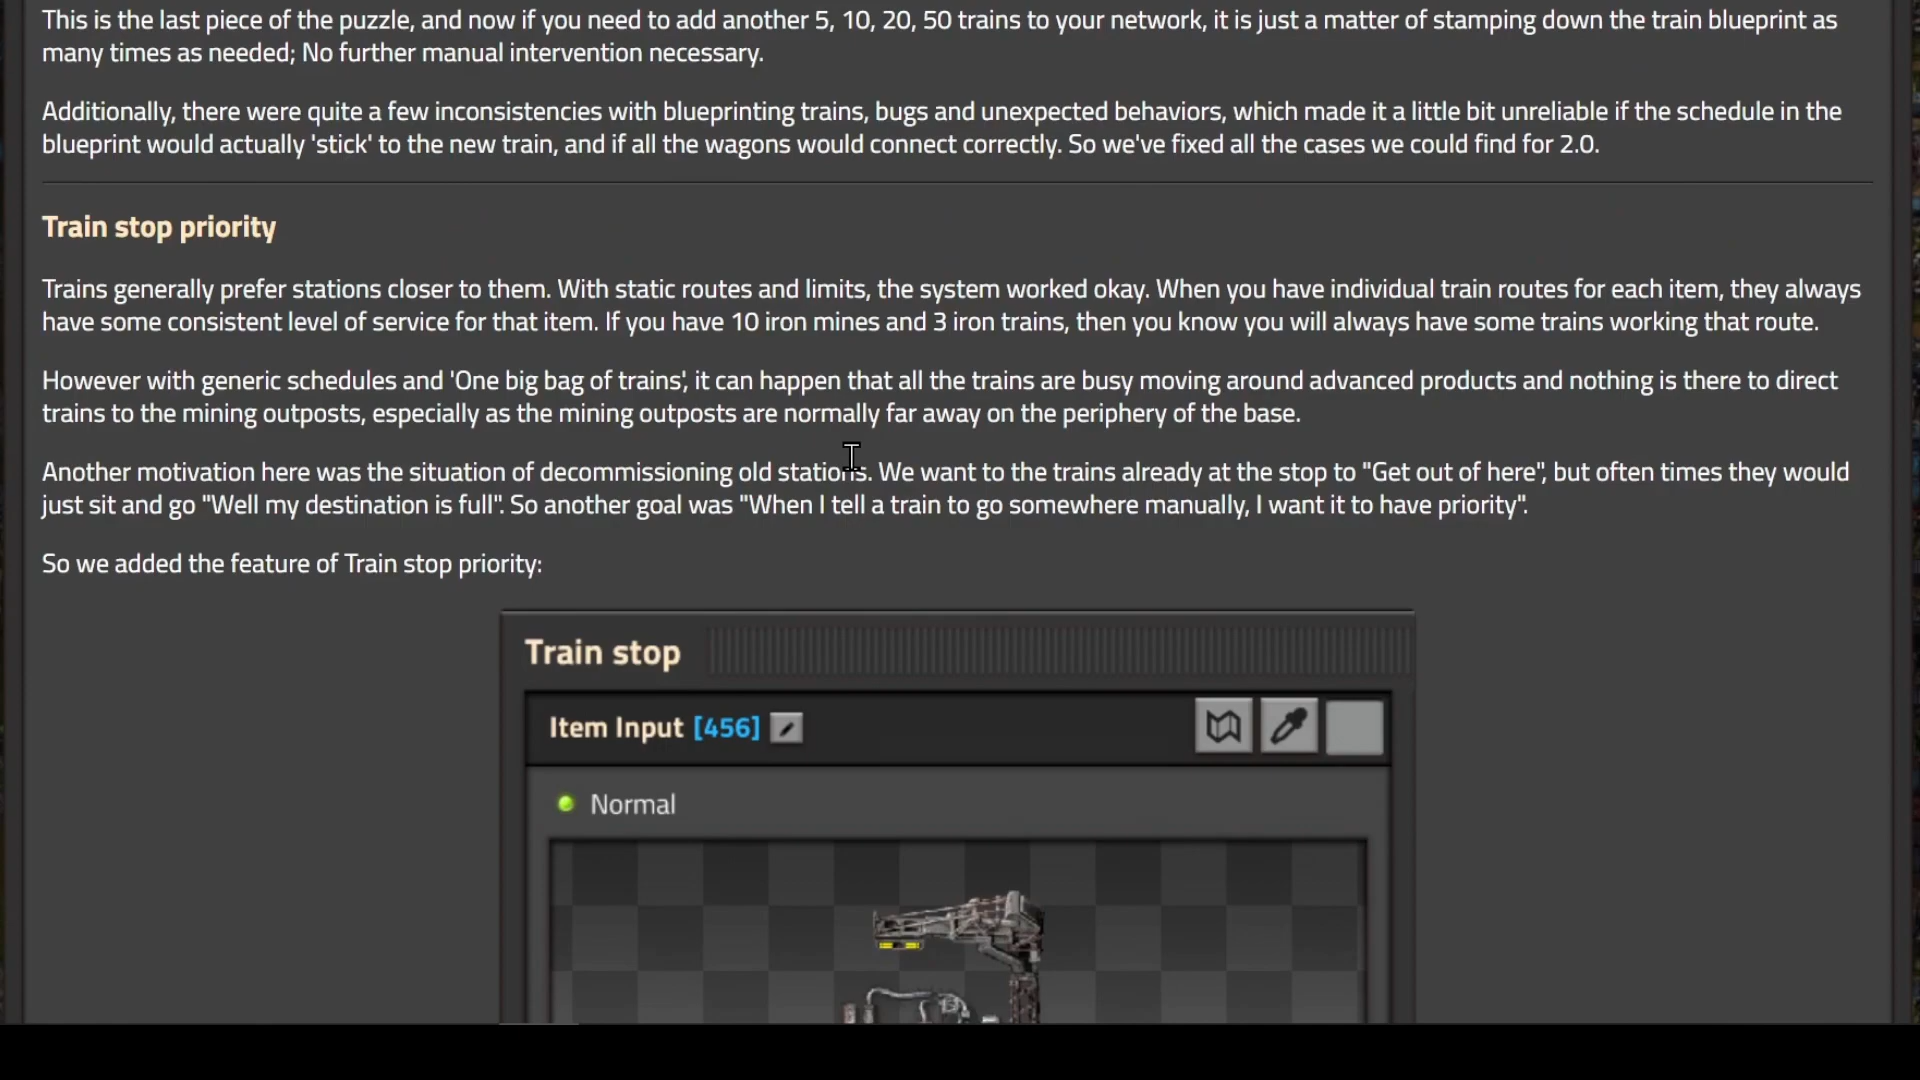 This is the last piece of the puzzle, and now if you need to add another 5, 10, 20, 50 trains to your network, it is just a matter of stamping down the train blueprint as
many times as needed; No further manual intervention necessary.
Additionally, there were quite a few inconsistencies with blueprinting trains, bugs and unexpected behaviors, which made it a little bit unreliable if the schedule in the
blueprint would actually 'stick' to the new train, and if all the wagons would connect correctly. So we've fixed all the cases we could find for 2.0.
Train stop priority
Trains generally prefer stations closer to them. With static routes and limits, the system worked okay. When you have individual train routes for each item, they always
have some consistent level of service for that item. If you have 10 iron mines and 3 iron trains, then you know you will always have some trains working that route.
However with generic schedules and 'One big bag of trains', it can happen that all the trains are busy moving around advanced products and nothing is there to direct
trains to the mining outposts, especially as the mining outposts are normally far away on the periphery of the base.
Another motivation here was the situation of decommissioning old stations. We want to the trains already at the stop to "Get out of here", but often times they would
just sit and go "Well my destination is full". So another goal was "When I tell a train to go somewhere manually, I want it to have priority".
So we added the feature of Train stop priority:
Train stop
Item Input [456]
Normal